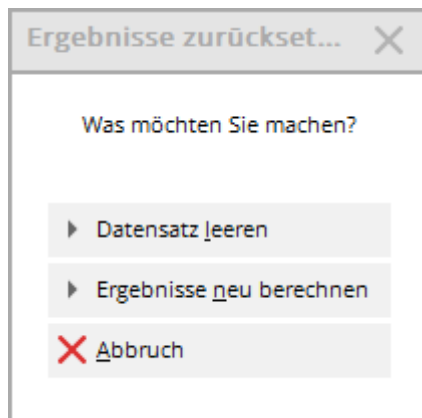 Ergebnisse zurückset...
Was möchten Sie machen?
Datensatz leeren
Ergebnisse neu berechnen
Abbruch